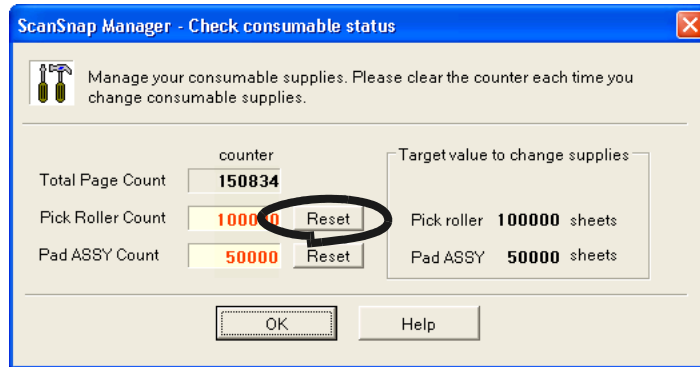 ScanSnap Manager - Check consumable status
Manage your consumable supplies. Please clear the counter each time you
change consumable supplies.
counter
Target value to change supplies
Total Page Count 150834
Pick Roller Count 100000 Reset
Pick roller 100000 sheets
Pad ASSY Count 50000 Reset
Pad ASSY 50000 sheets
OK
Help